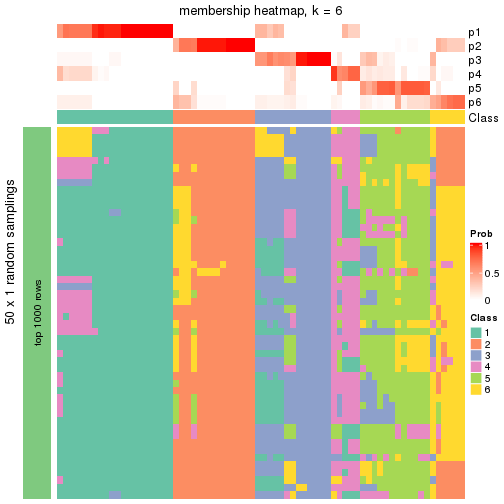 membership heatmap, k = 6
p1
p2
p3
p4
p5
p6
Class
50 x 1 random samplings
top 1000 rows
Prob
1
0.5
0
Class
1
2
3
4
5
6